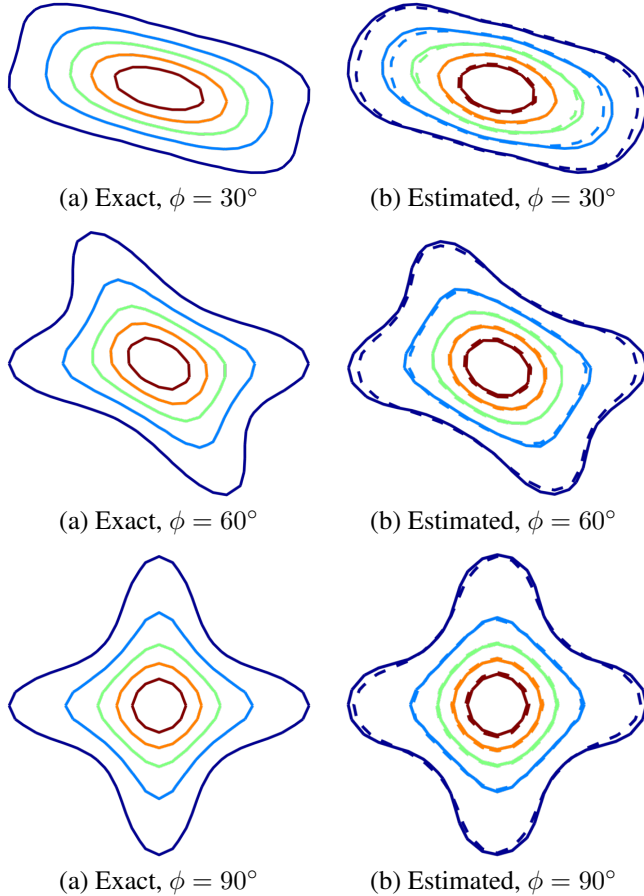 (a) Exact, ϕ = 30°
(b) Estimated, ϕ = 30°
(a) Exact, ϕ = 60°
(b) Estimated, ϕ = 60°
(a) Exact, ϕ = 90°
(b) Estimated, ϕ = 90°